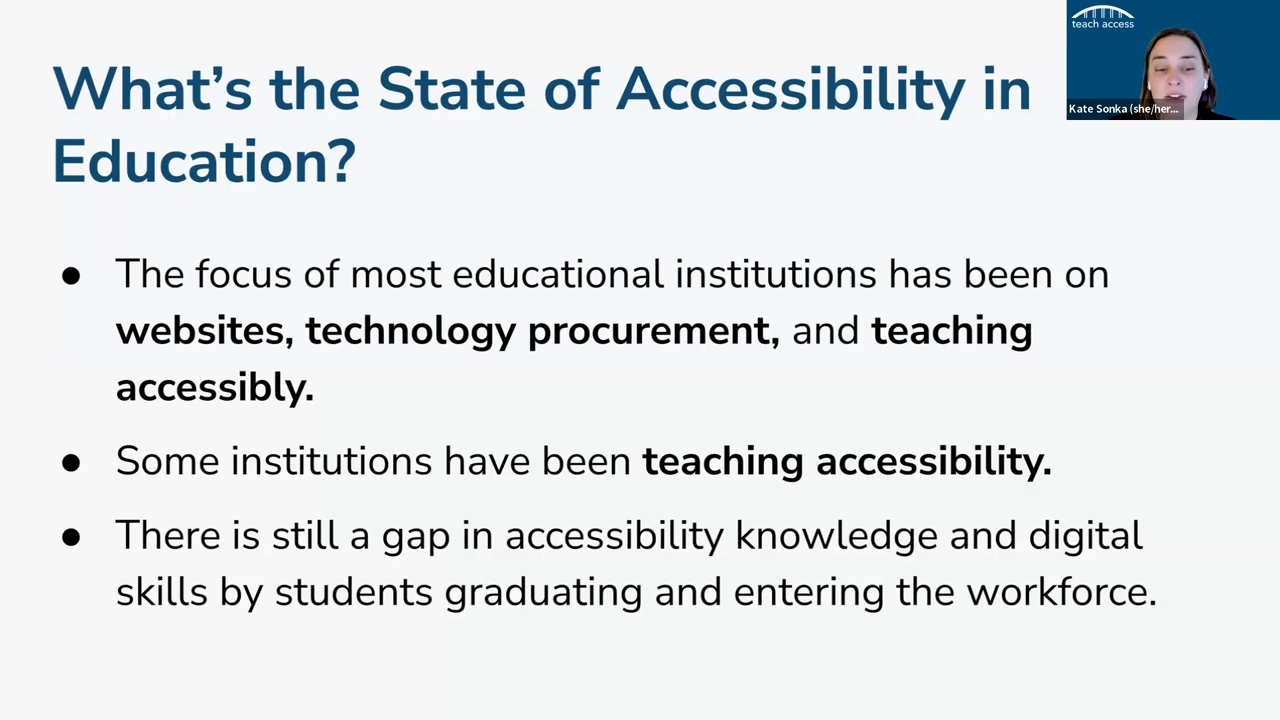 What's the State of Accessibility in
Education?
● The focus of most educational institutions has been on
websites, technology procurement, and teaching
accessibly.
● Some institutions have been teaching accessibility.
● There is still a gap in accessibility knowledge and digital
skills by students graduating and entering the workforce.
teach access
Kate Sonka (she/her...